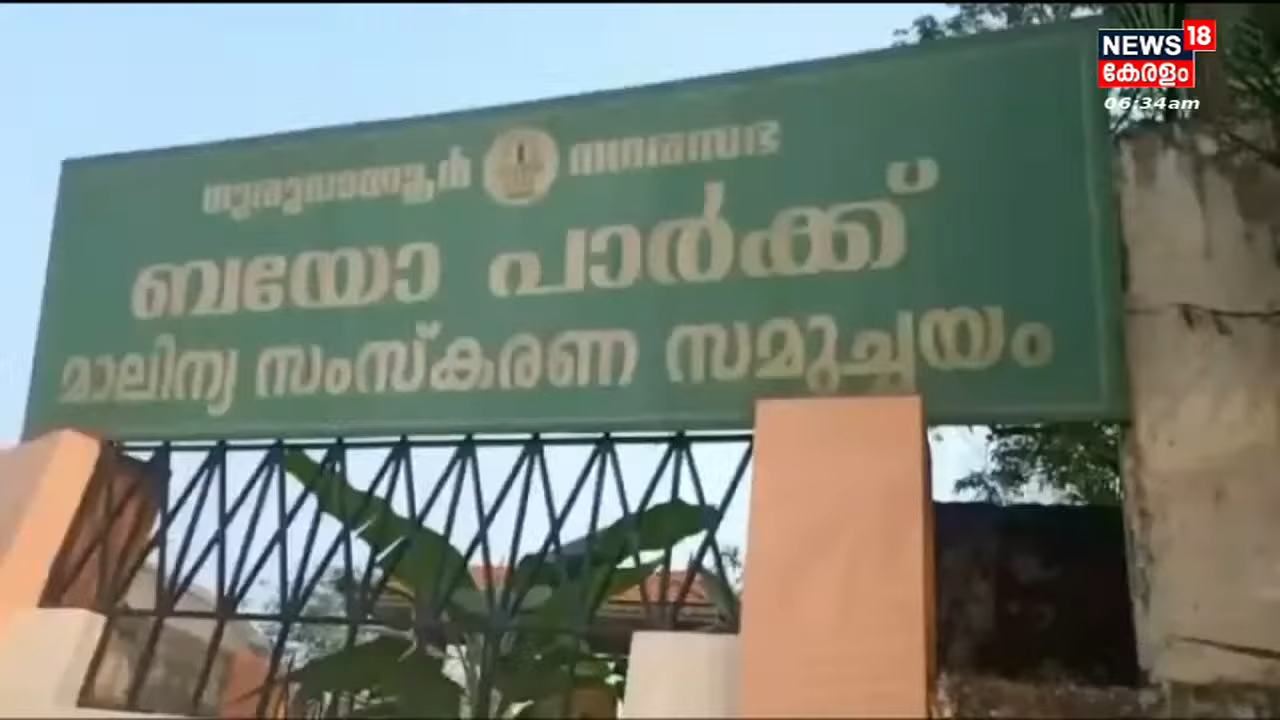 NEWS 18
കേരളം
06:34am
ഗുരുവായൂർ നഗരസഭ
ബയോ പാർക്ക്
മാലിന്യ സംസ്കരണ സമുച്ചയം